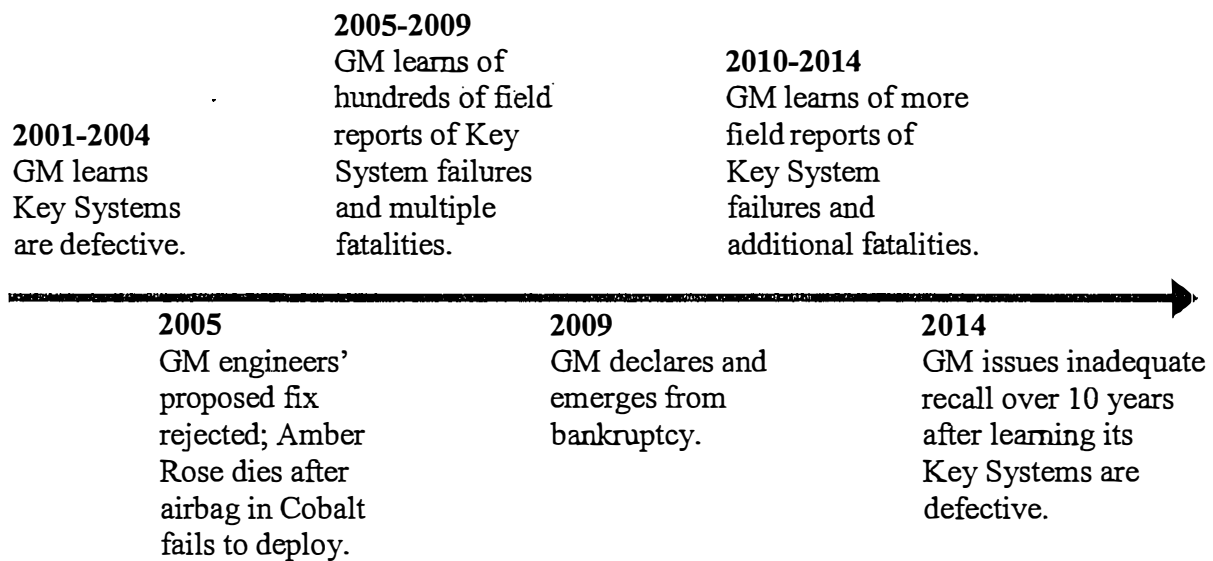 2001-2004
GM learns
Key Systems
are defective.
2005-2009
GM learns of
hundreds of field
reports of Key
System failures
and multiple
fatalities.
2010-2014
GM learns of more
field reports of
Key System
failures and
additional fatalities.
2005
GM engineers’
proposed fix
rejected; Amber
Rose dies after
airbag in Cobalt
fails to deploy.
2009
GM declares and
emerges from
bankruptcy.
2014
GM issues inadequate
recall over 10 years
after learning its
Key Systems are
defective.